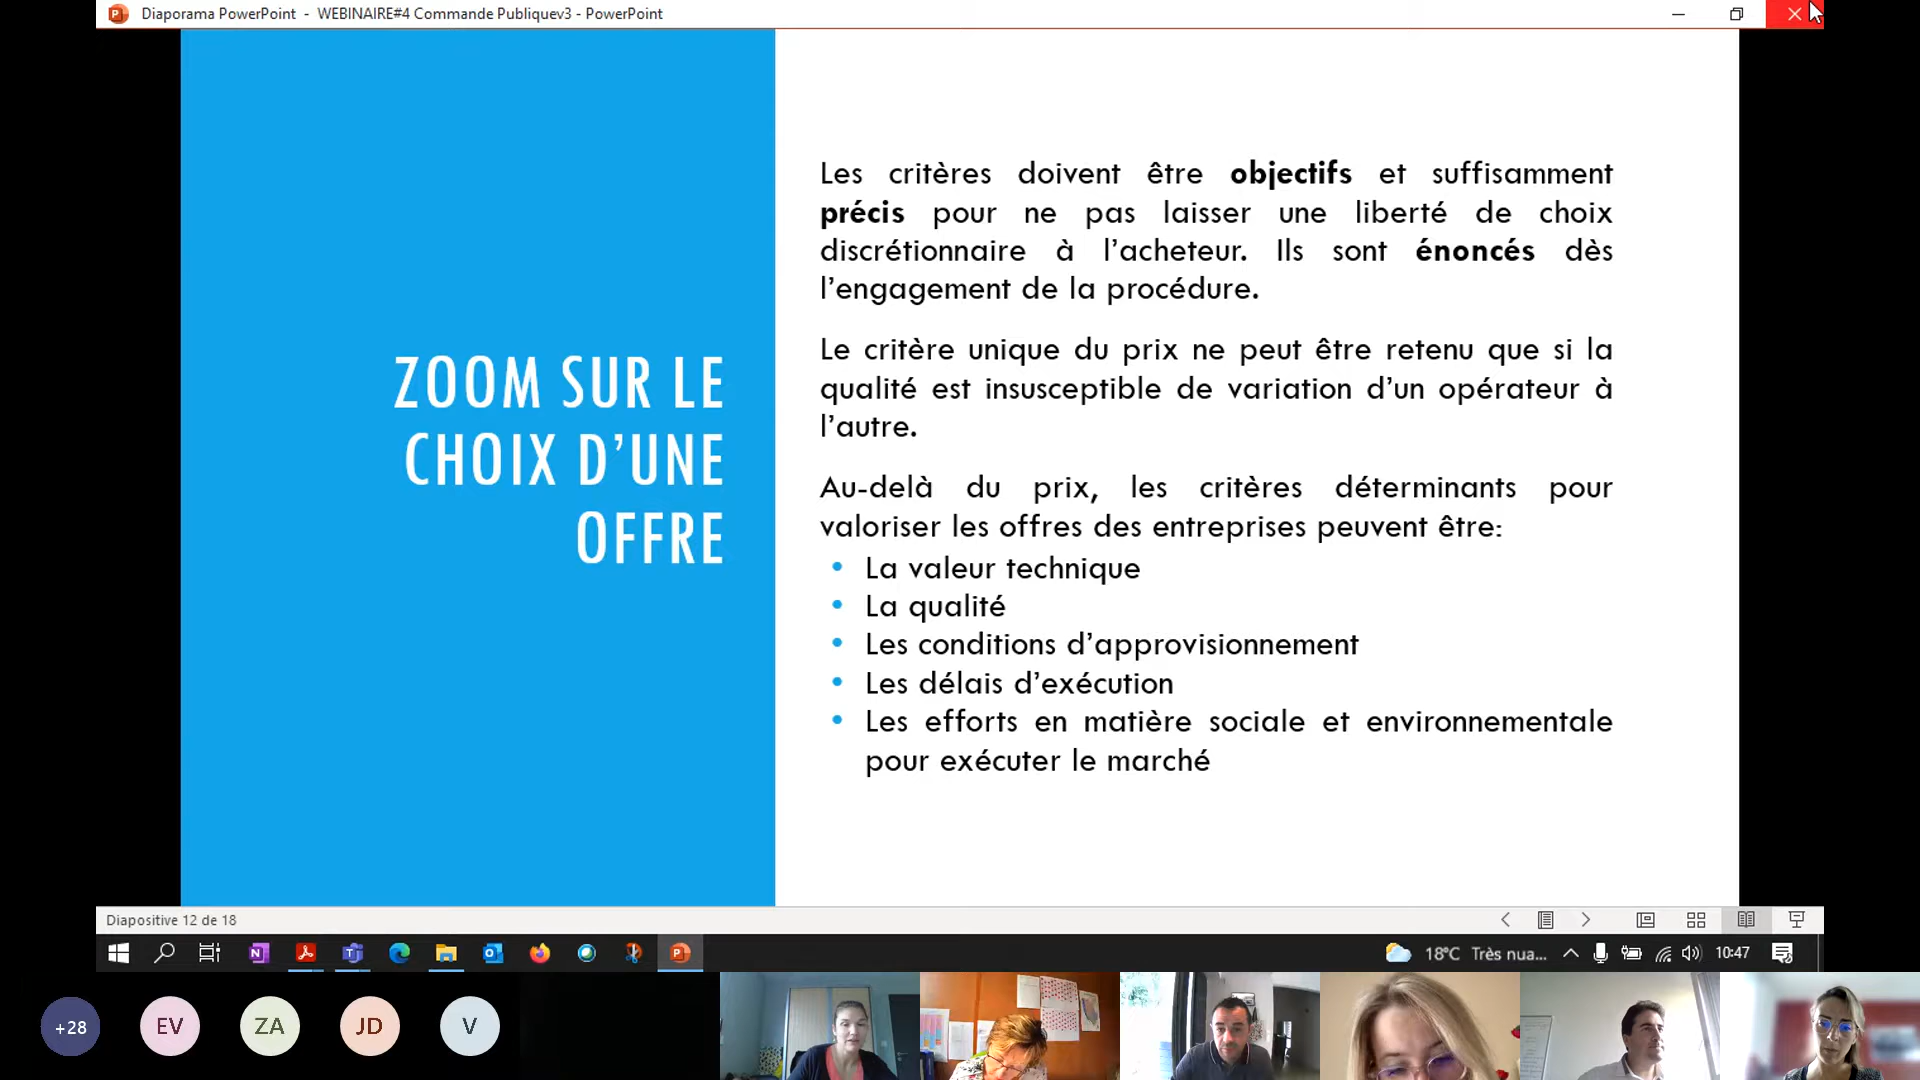 Diaporama PowerPoint - WEBINAIRE#4 Commande Publiquev3 - PowerPoint
ZOOM SUR LE
CHOIX D’UNE
OFFRE
Les critères doivent être objectifs et suffisamment
précis pour ne pas laisser une liberté de choix
discrétionnaire à l’acheteur. Ils sont énoncés dès
l’engagement de la procédure.
Le critère unique du prix ne peut être retenu que si la
qualité est insusceptible de variation d’un opérateur à
l’autre.
Au-delà du prix, les critères déterminants pour
valoriser les offres des entreprises peuvent être:
• La valeur technique
• La qualité
• Les conditions d’approvisionnement
• Les délais d’exécution
• Les efforts en matière sociale et environnementale
pour exécuter le marché
Diapositive 12 de 18
18°C Très nua... 10:47
+28 EV ZA JD V